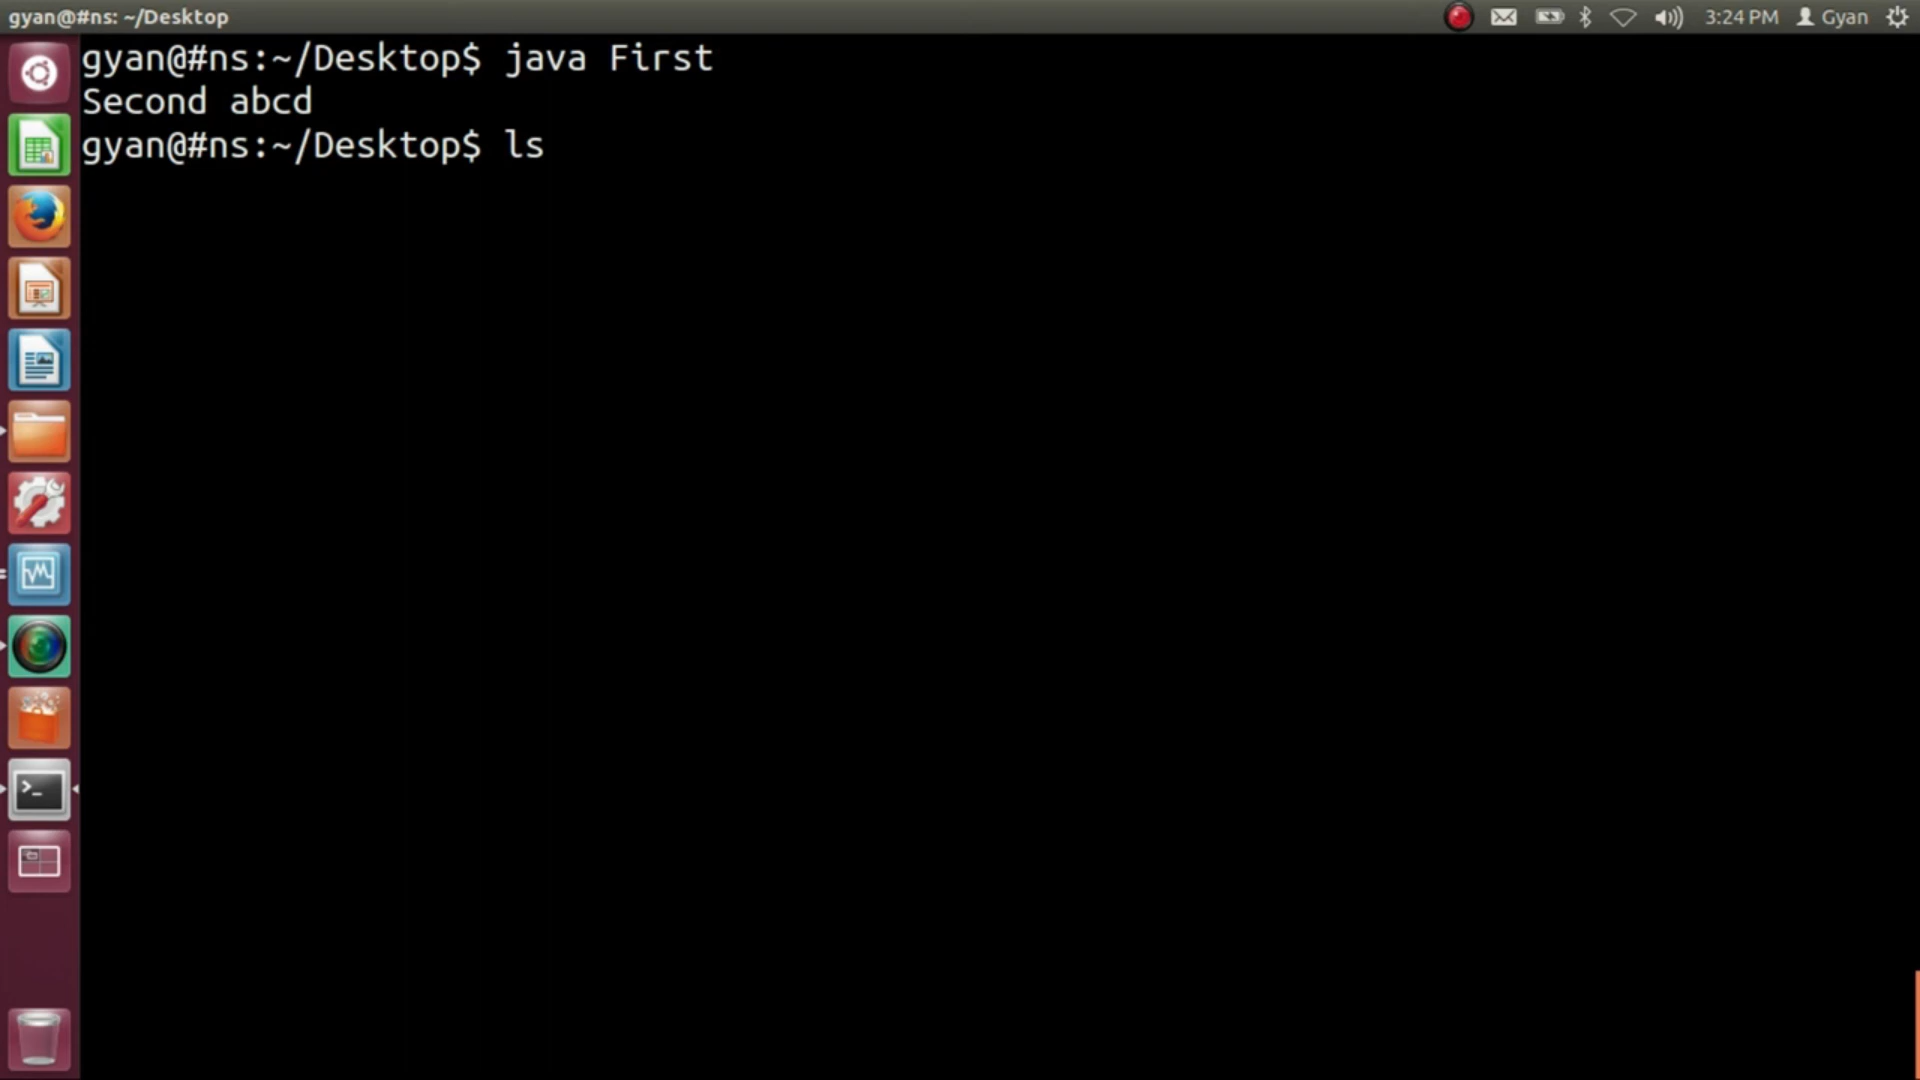 gyan@#ns: ~/Desktop
3:24 PM
Gyan
gyan@#ns:~/Desktop$ java First
Second abcd
gyan@#ns:~/Desktop$ ls
>_